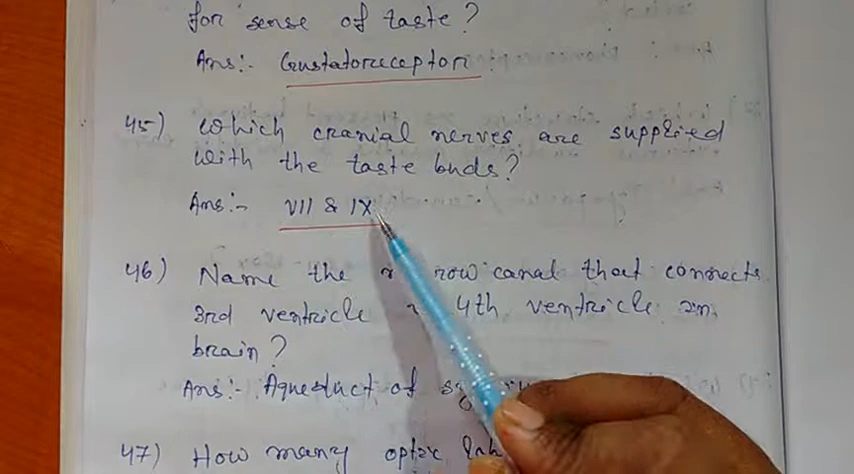 for sense of taste?
Ans:- Gustatoreceptor
45) Which cranial nerves are supplied
with the taste buds?
Ans:- VII & IX
46) Name the row canal that connects
3rd ventricle 4th ventricle in
brain?
Ans:- Aqueduct of
47) How many optic